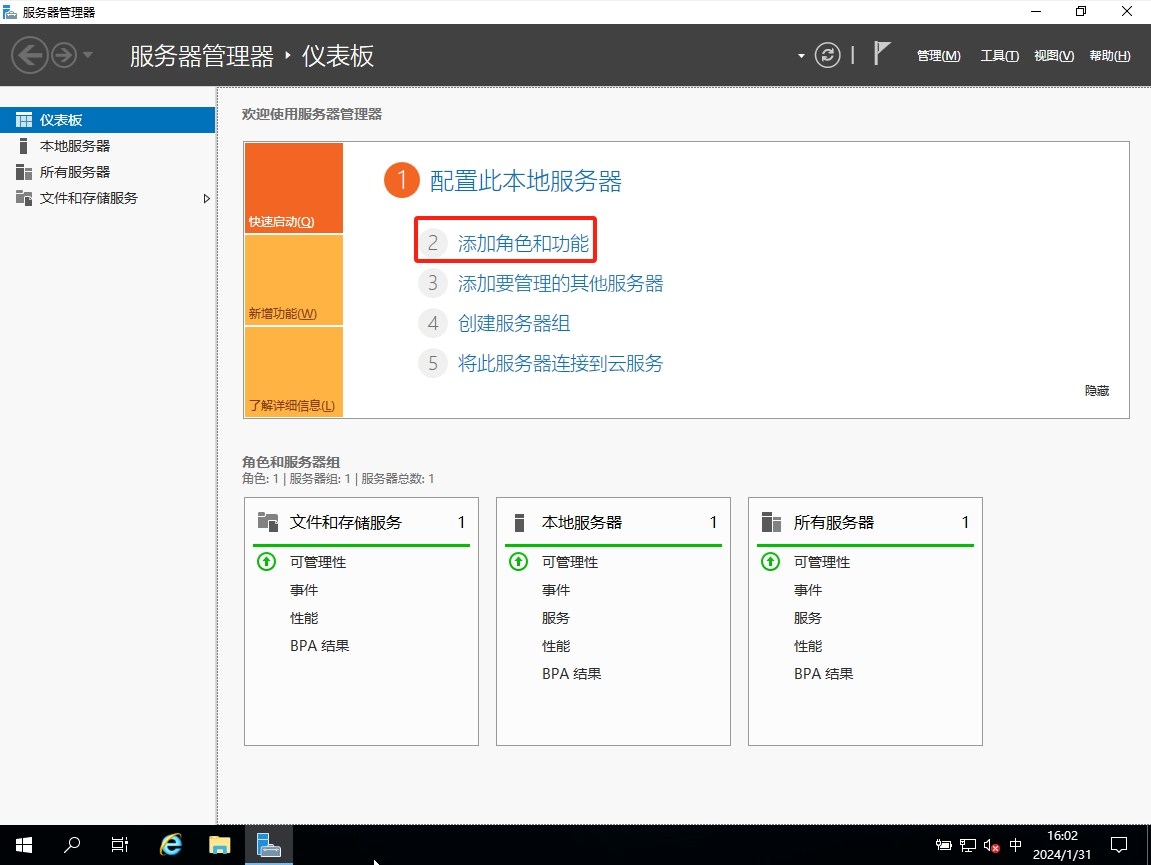 服务器管理器
服务器管理器 ‣ 仪表板
管理(M) 工具(T) 视图(V) 帮助(H)
仪表板
本地服务器
所有服务器
文件和存储服务
欢迎使用服务器管理器
快速启动(Q)
新增功能(W)
了解详细信息(L)
1 配置此本地服务器
2 添加角色和功能
3 添加要管理的其他服务器
4 创建服务器组
5 将此服务器连接到云服务
隐藏
角色和服务器组
角色: 1 | 服务器组: 1 | 服务器总数: 1
文件和存储服务 1
可管理性
事件
性能
BPA 结果
本地服务器 1
可管理性
事件
服务
性能
BPA 结果
所有服务器 1
可管理性
事件
服务
性能
BPA 结果
中
16:02
2024/1/31